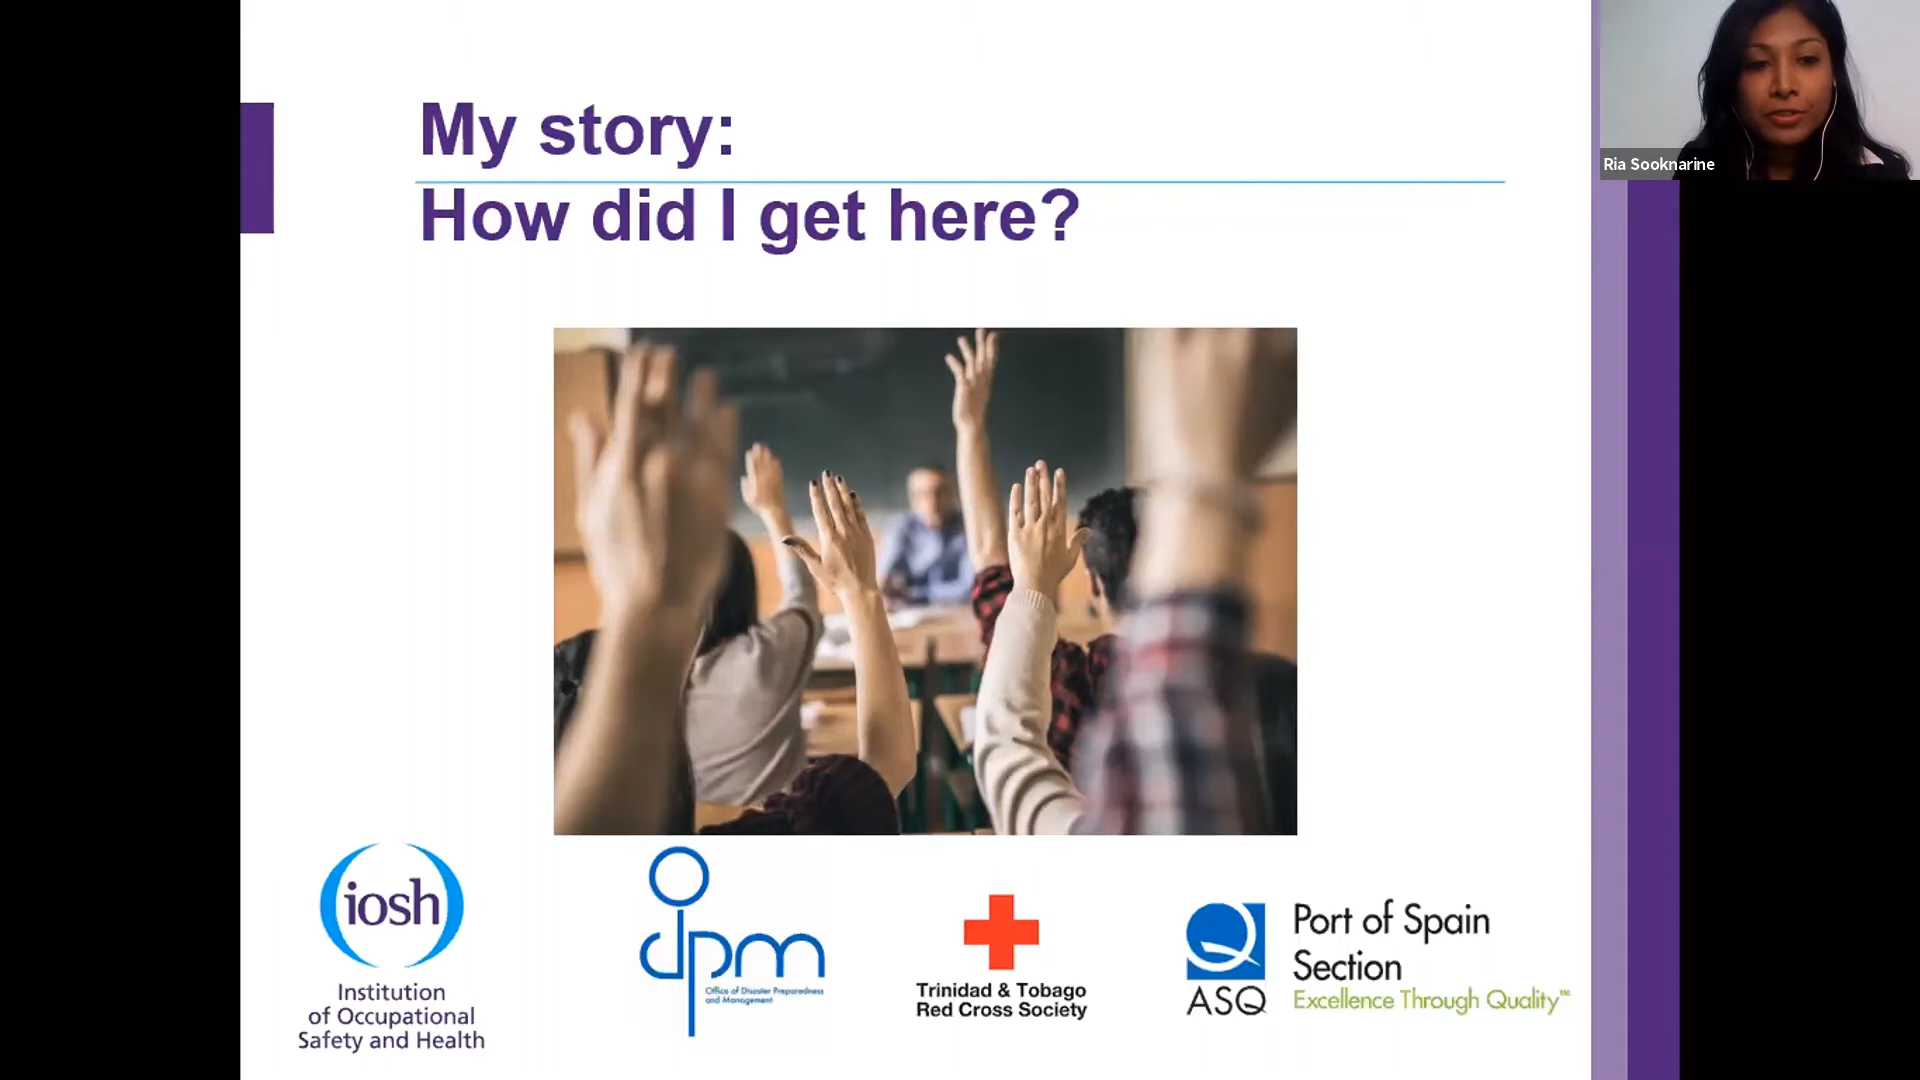 My story:
How did I get here?
Ria Sooknarine
iosh
Institution
of Occupational
Safety and Health
odpm
Office of Disaster Preparedness
and Management
Trinidad & Tobago
Red Cross Society
ASQ
Port of Spain
Section
Excellence Through Quality™